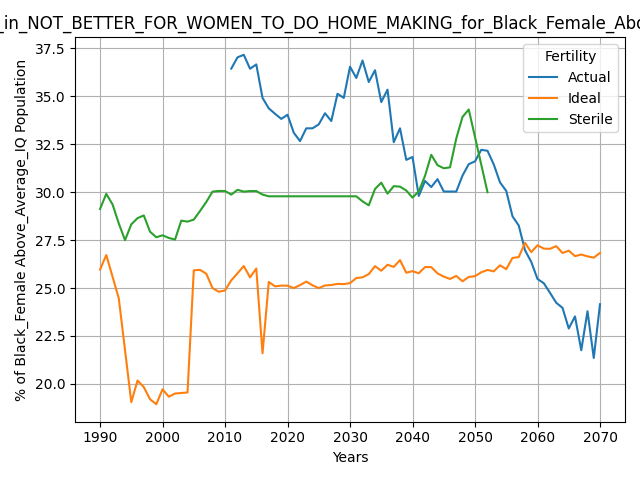 _in_NOT_BETTER_FOR_WOMEN_TO_DO_HOME_MAKING_for_Black_Female_Abo
Fertility
Actual
Ideal
Sterile
% of Black_Female Above_Average_IQ Population
37.5
35.0
32.5
30.0
27.5
25.0
22.5
20.0
1990 2000 2010 2020 2030 2040 2050 2060 2070
Years